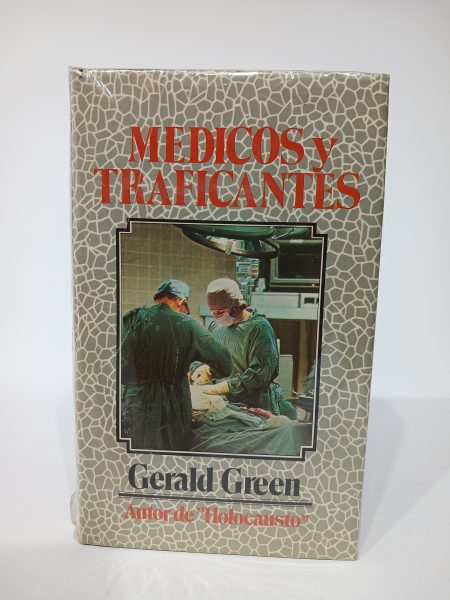 MEDICOS y
TRAFICANTES
Gerald Green
Autor de "Holocausto"